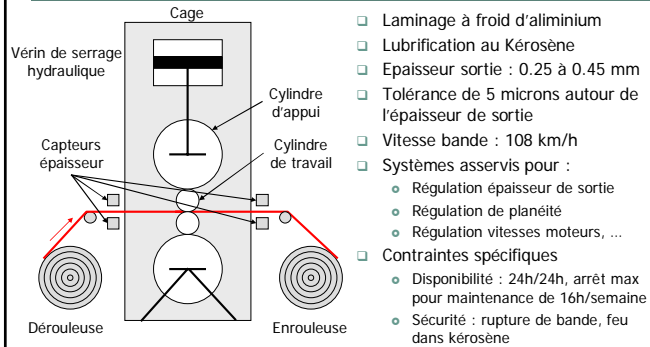 Cage
Vérin de serrage
hydraulique
Cylindre
d'appui
Capteurs
épaisseur
Cylindre
de travail
Dérouleuse
Enrouleuse
Laminage à froid d'aliminium
Lubrification au Kérosène
Epaisseur sortie : 0.25 à 0.45 mm
Tolérance de 5 microns autour de
l'épaisseur de sortie
Vitesse bande : 108 km/h
Systèmes asservis pour :
Régulation épaisseur de sortie
Régulation de planéité
Régulation vitesses moteurs, ...
Contraintes spécifiques
Disponibilité : 24h/24h, arrêt max
pour maintenance de 16h/semaine
Sécurité : rupture de bande, feu
dans kérosène